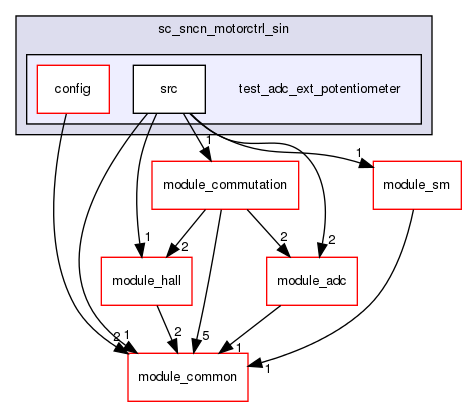 sc_sncn_motorctrl_sin
config
src
test_adc_ext_potentiometer
1
1
module_commutation
module_sm
1
2
2
2
module_hall
module_adc
2
5
2
1
1
1
module_common